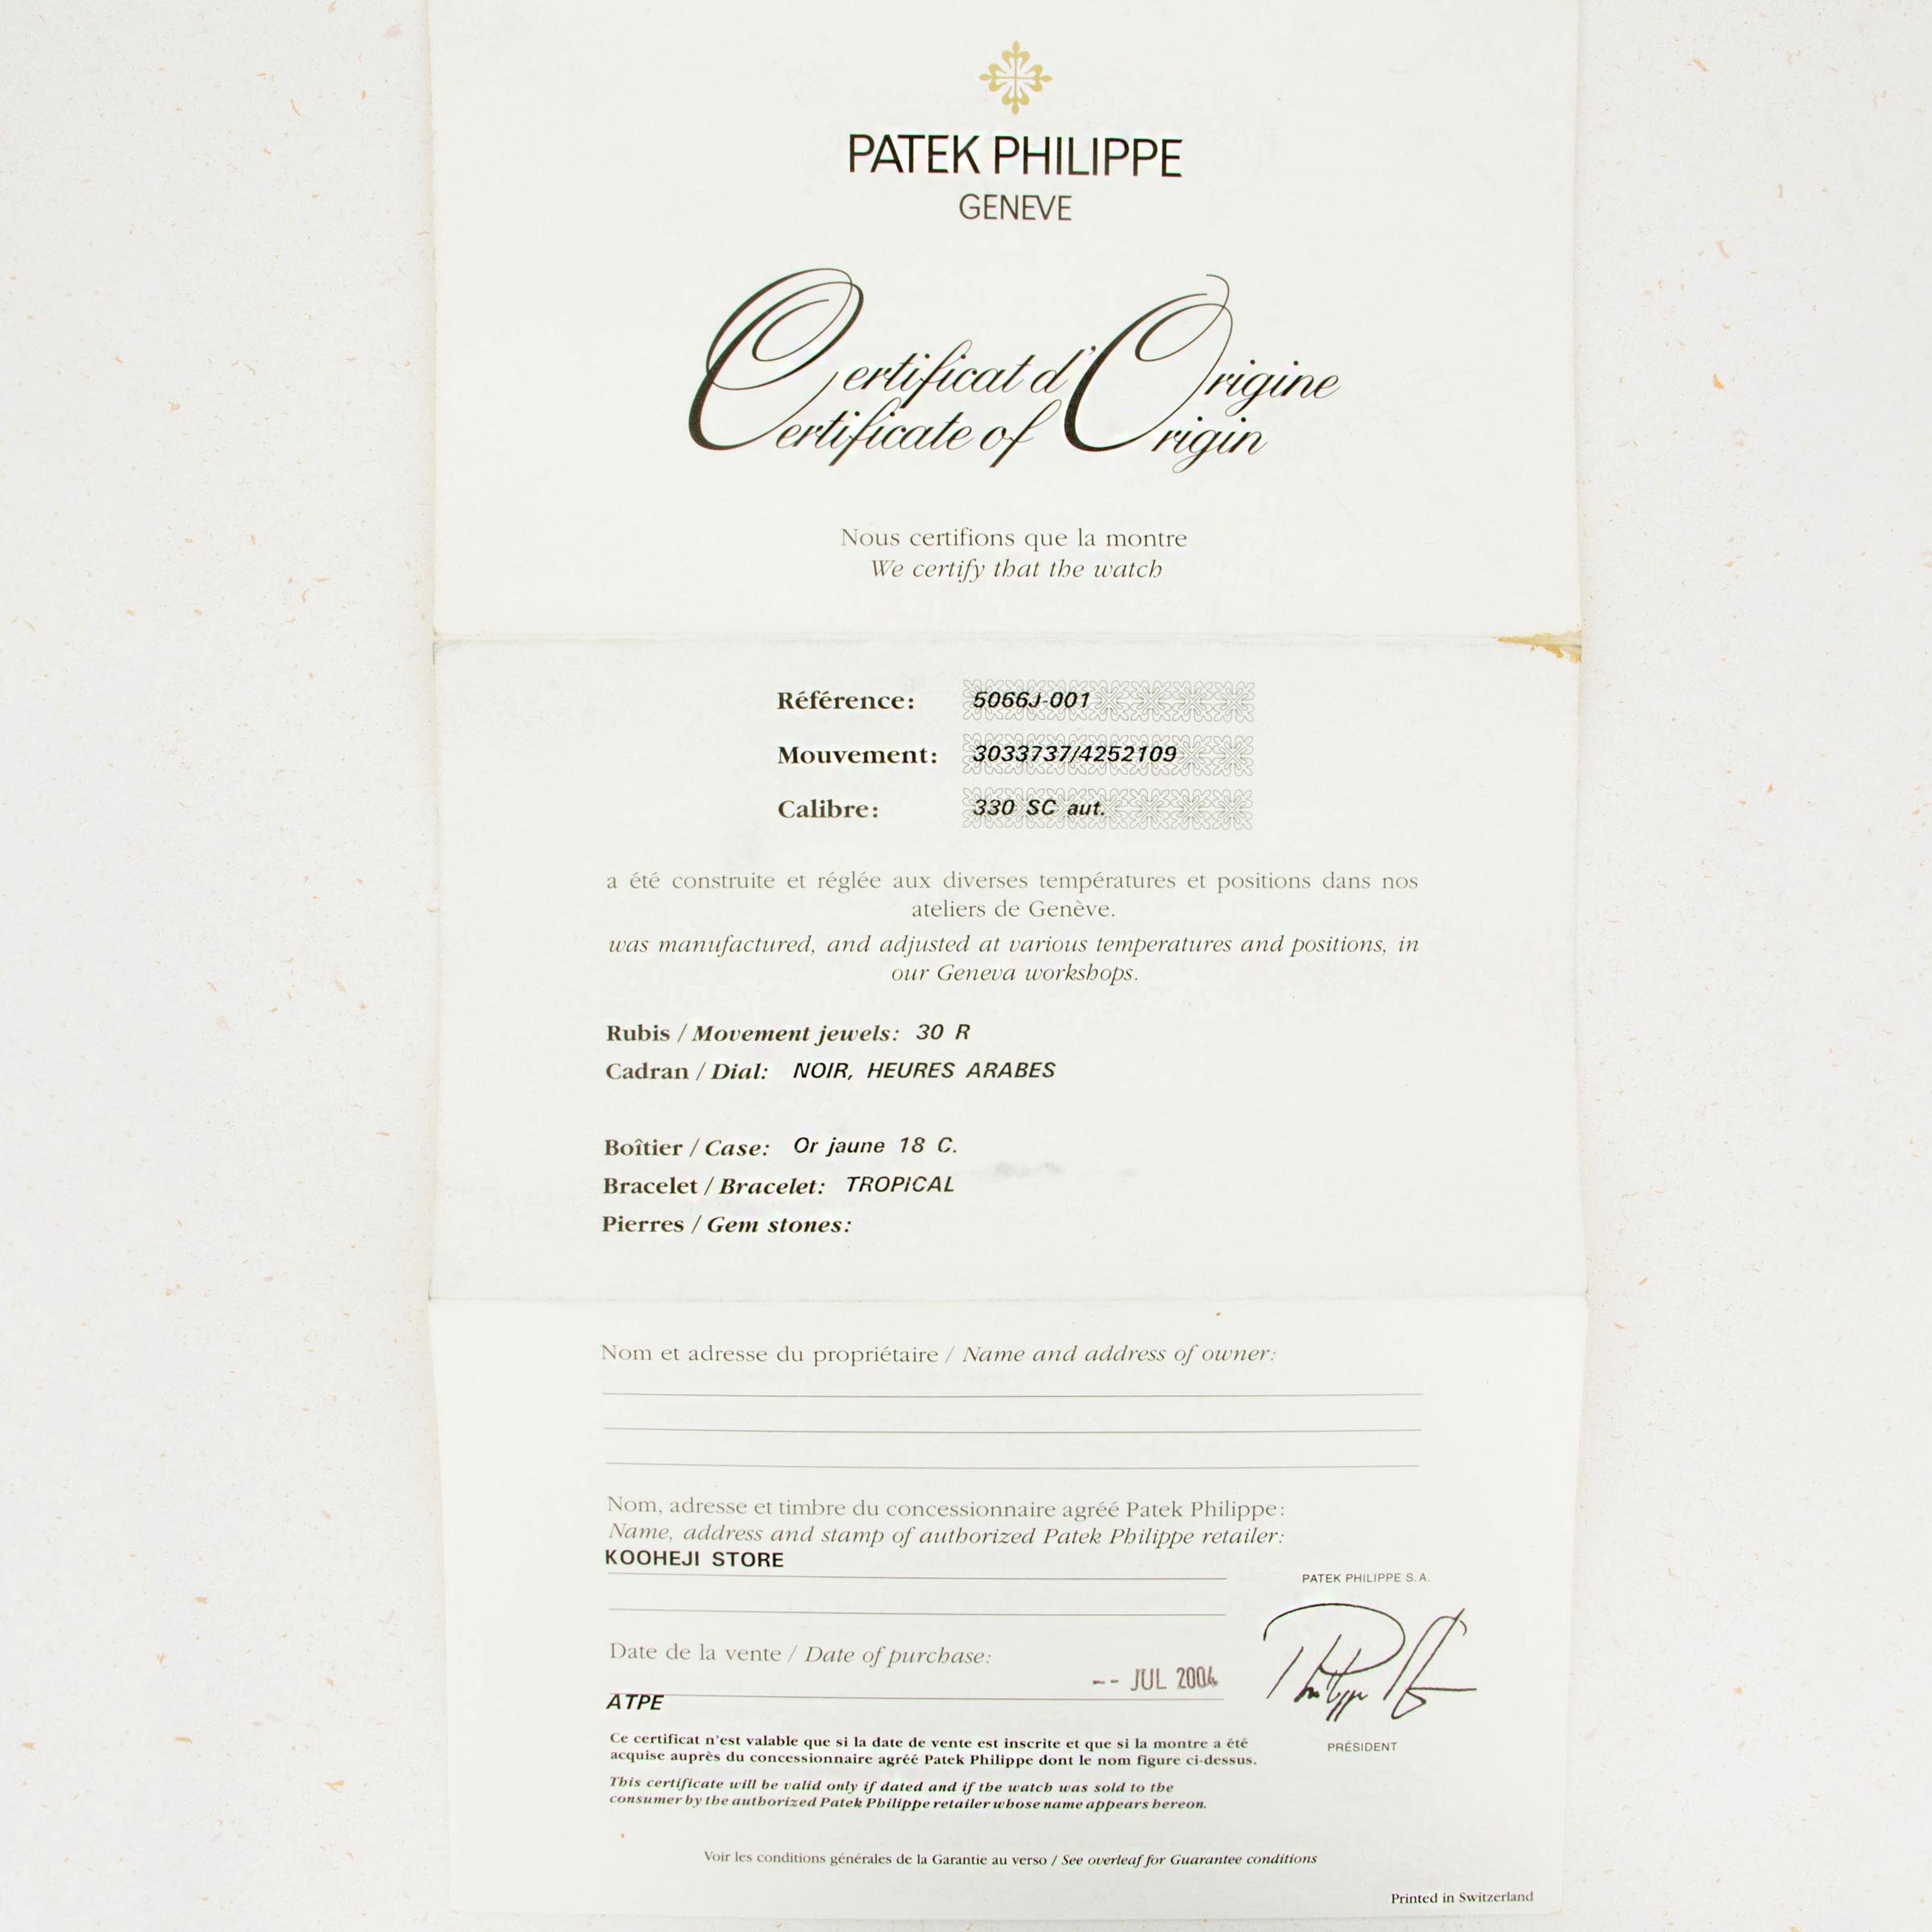 PATEK PHILIPPE
GENEVE
Certificat d'Origine
Certificate of Origin
Nous certifions que la montre
We certify that the watch
Référence: 5066J-001
Mouvement: 3033737/4252109
Calibre: 330 SC aut.
a été construite et réglée aux diverses températures et positions dans nos
ateliers de Genève.
was manufactured, and adjusted at various temperatures and positions, in
our Geneva workshops.
Rubis / Movement jewels: 30 R
Cadran / Dial: NOIR, HEURES ARABES
Boîtier / Case: Or jaune 18 C.
Bracelet / Bracelet: TROPICAL
Pierres / Gem stones:
Nom et adresse du propriétaire / Name and address of owner:
Nom, adresse et timbre du concessionnaire agréé Patek Philippe:
Name, address and stamp of authorized Patek Philippe retailer:
KOOHEJI STORE
PATEK PHILIPPE S.A.
Date de la vente / Date of purchase:
-- JUL 2004
ATPE
PRÉSIDENT
Ce certificat n'est valable que si la date de vente est inscrite et que si la montre a été
acquise auprès du concessionnaire agréé Patek Philippe dont le nom figure ci-dessus.
This certificate will be valid only if dated and if the watch was sold to the
consumer by the authorized Patek Philippe retailer whose name appears hereon.
Voir les conditions générales de la Garantie au verso / See overleaf for Guarantee conditions
Printed in Switzerland